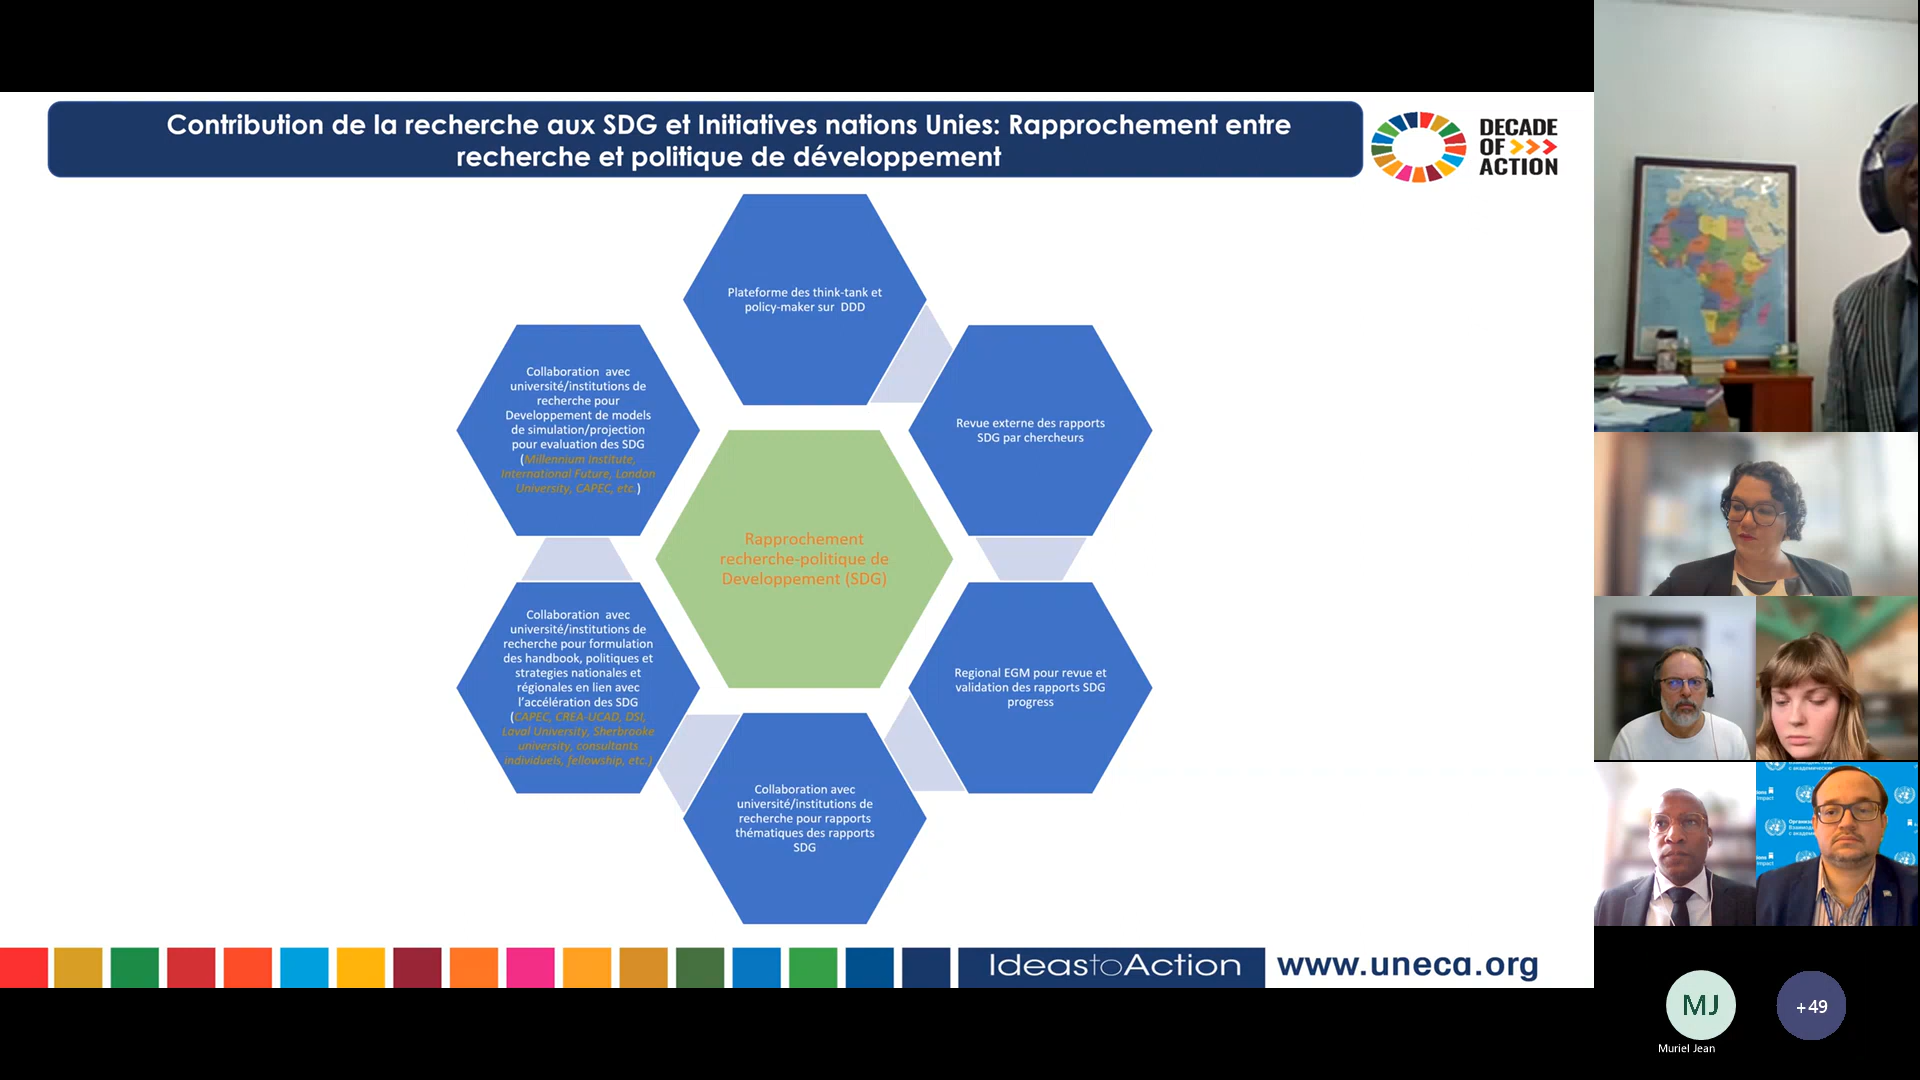 Contribution de la recherche aux SDG et Initiatives nations Unies: Rapprochement entre
recherche et politique de développement
DECADE
OF
ACTION
Plateforme des think-tank et
policy-maker sur DDD
Revue externe des rapports
SDG par chercheurs
Regional EGM pour revue et
validation des rapports SDG
progress
Collaboration avec
université/institutions de
recherche pour rapports
thématiques des rapports
SDG
Collaboration avec
université/institutions de
recherche pour formulation
des handbook, politiques et
strategies nationales et
régionales en lien avec
l'accélération des SDG
(CAPEC, CREA-UCAD, DSI,
Laval University, Sherbrooke
university, consultants
individuels, fellowship, etc.)
Collaboration avec
université/institutions de
recherche pour
Developpement de models
de simulation/projection
pour evaluation des SDG
(Millennium Institute,
International Future, London
University, CAPEC, etc.)
Rapprochement
recherche-politique de
Developpement (SDG)
IdeastoAction
www.uneca.org
MJ
+49
Muriel Jean